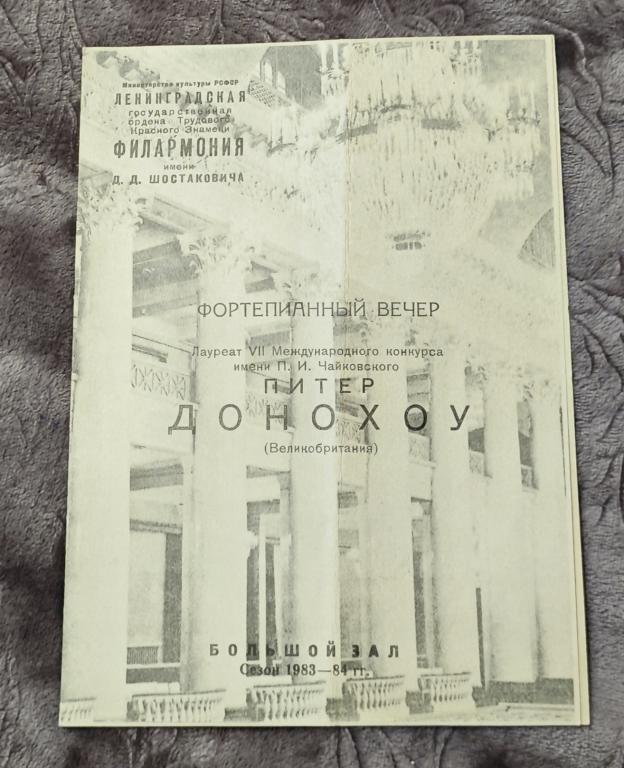 Министерство культуры РСФСР
ЛЕНИНГРАДСКАЯ
государственная
ордена Трудового
Красного Знамени
ФИЛАРМОНИЯ
имени
Д. Д. ШОСТАКОВИЧА
ФОРТЕПИАННЫЙ ВЕЧЕР
Лауреат VII Международного конкурса
имени П. И. Чайковского
ПИТЕР
ДОНОХОУ
(Великобритания)
БОЛЬШОЙ ЗАЛ
Сезон 1983—84 гг.